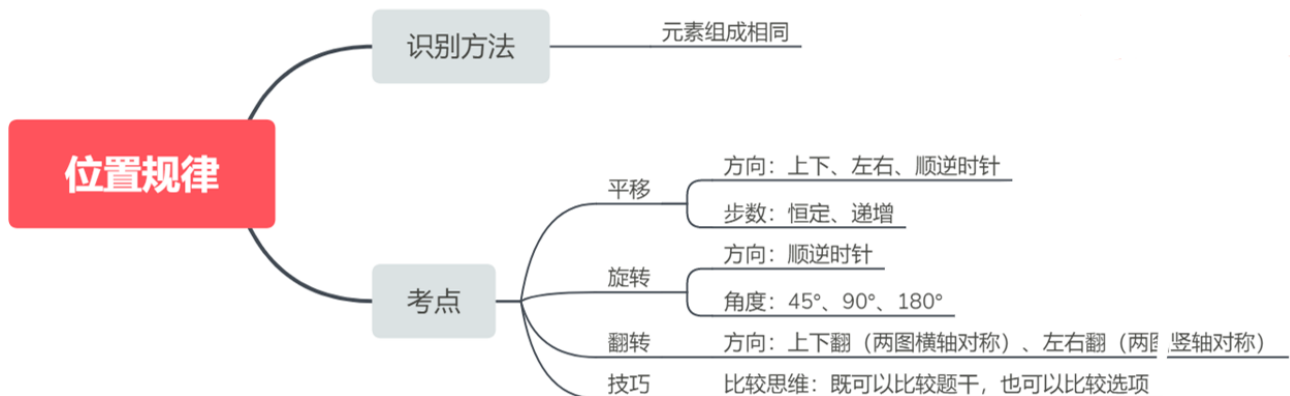 位置规律
识别方法
元素组成相同
考点
平移
方向：上下、左右、顺逆时针
步数：恒定、递增
旋转
方向：顺逆时针
角度：45°、90°、180°
翻转
方向：上下翻（两图横轴对称）、左右翻（两图竖轴对称）
技巧
比较思维：既可以比较题干，也可以比较选项